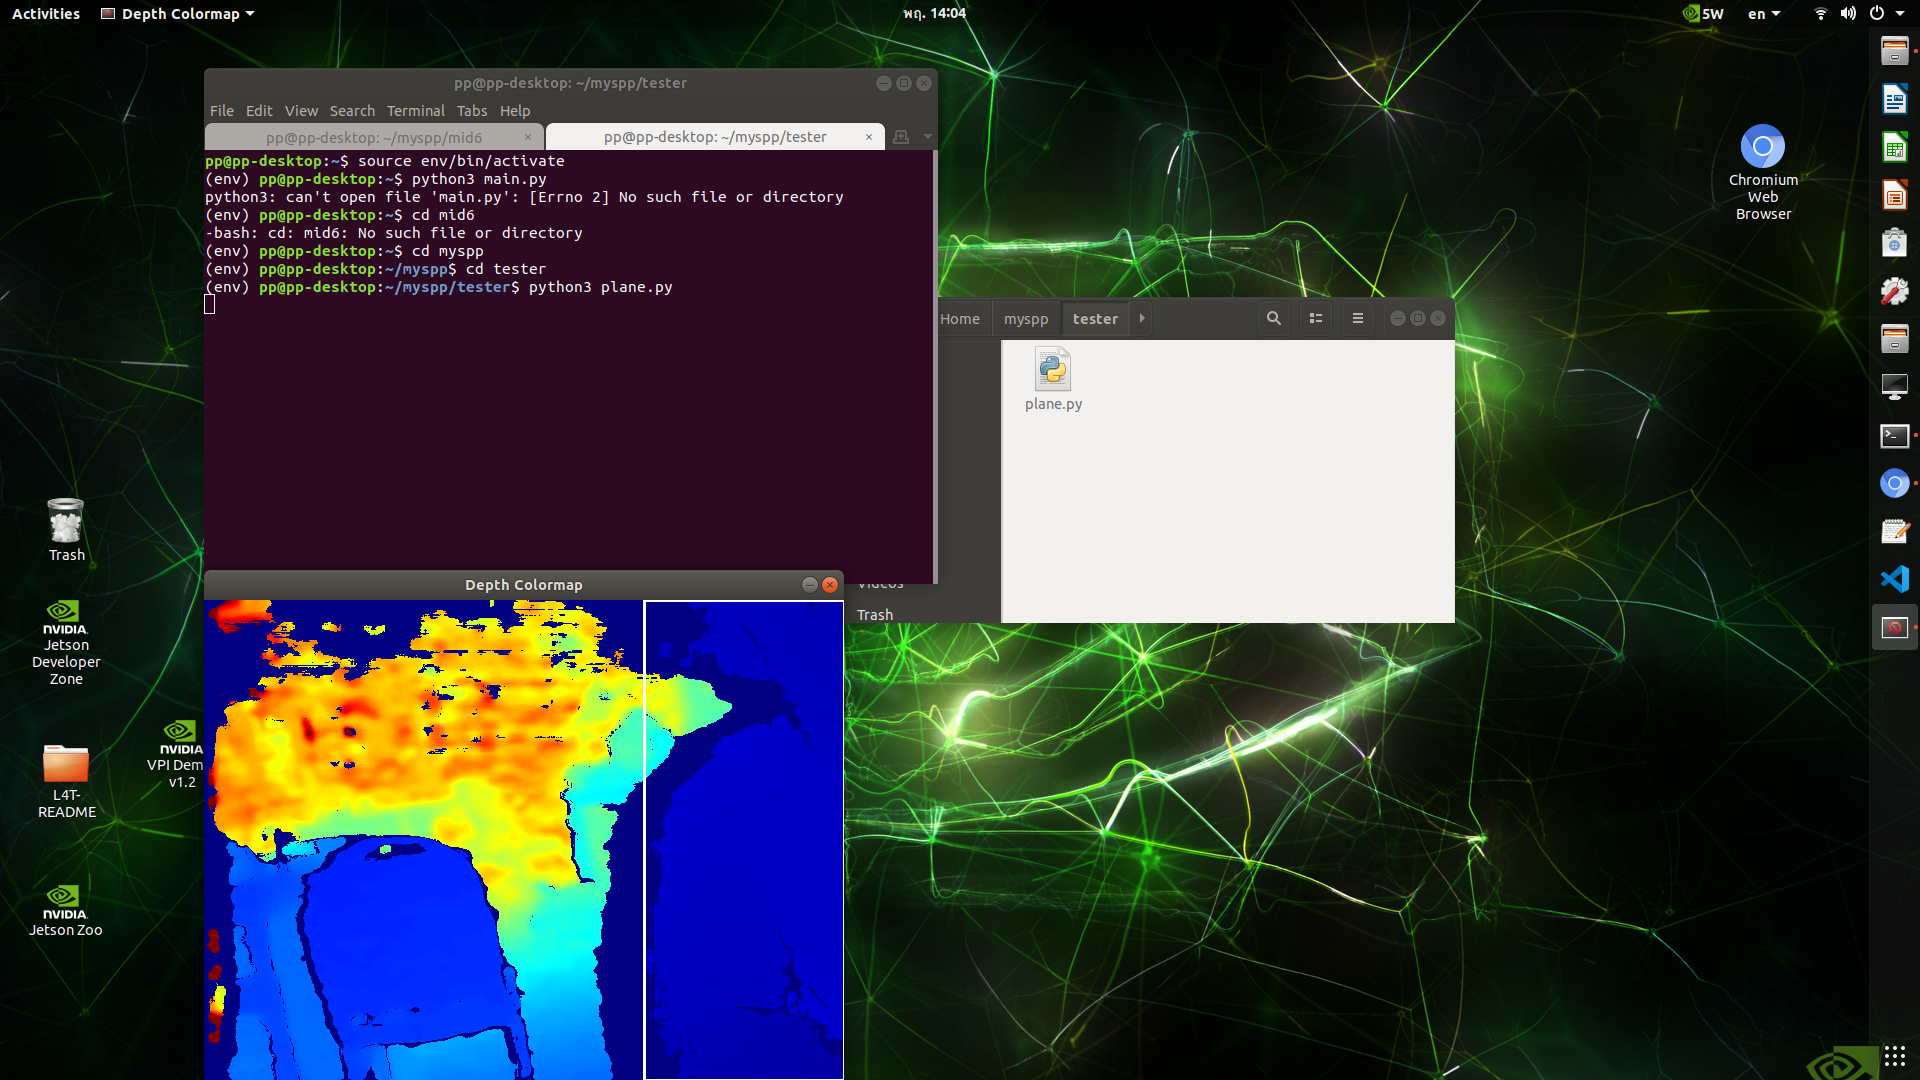 Activities
Depth Colormap
พฤ. 14:04
5W
en
pp@pp-desktop: ~/myspp/tester
File Edit View Search Terminal Tabs Help
pp@pp-desktop: ~/myspp/mid6 ×
pp@pp-desktop: ~/myspp/tester ×
pp@pp-desktop:~$ source env/bin/activate
(env) pp@pp-desktop:~$ python3 main.py
python3: can't open file 'main.py': [Errno 2] No such file or directory
(env) pp@pp-desktop:~$ cd mid6
-bash: cd: mid6: No such file or directory
(env) pp@pp-desktop:~$ cd myspp
(env) pp@pp-desktop:~/myspp$ cd tester
(env) pp@pp-desktop:~/myspp/tester$ python3 plane.py
Home myspp tester
plane.py
Videos
Trash
Depth Colormap
Chromium
Web
Browser
Trash
NVIDIA.
Jetson
Developer
Zone
NVIDIA
VPI Dem
v1.2
L4T-
README
NVIDIA.
Jetson Zoo